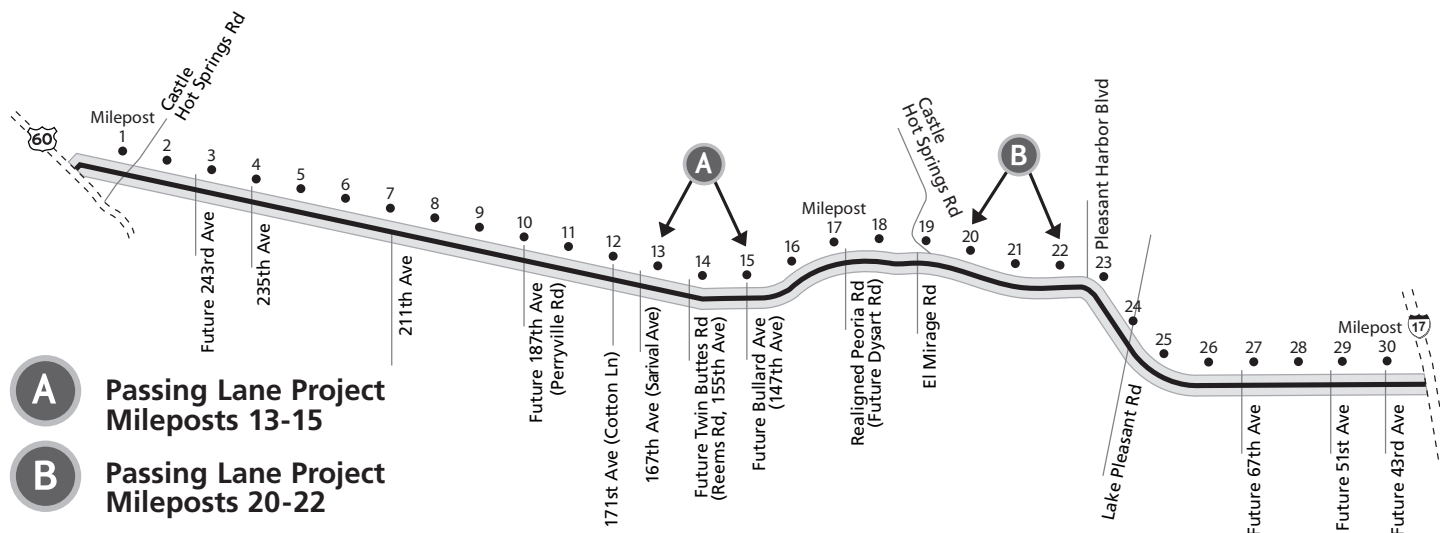 60
Milepost
1
Castle
Hot Springs Rd
2
3
4
5
6
7
8
9
10
11
12
13
14
15
16
Milepost
17
18
19
20
21
22
23
24
25
26
27
28
29
Milepost
30
17
A
B
Castle
Hot Springs Rd
Pleasant Harbor Blvd
Future 243rd Ave
235th Ave
211th Ave
Future 187th Ave
(Perryville Rd)
171st Ave (Cotton Ln)
167th Ave (Sarival Ave)
Future Twin Buttes Rd
(Reems Rd, 155th Ave)
Future Bullard Ave
(147th Ave)
Realigned Peoria Rd
(Future Dysart Rd)
El Mirage Rd
Lake Pleasant Rd
Future 67th Ave
Future 51st Ave
Future 43rd Ave
A
Passing Lane Project
Mileposts 13-15
B
Passing Lane Project
Mileposts 20-22